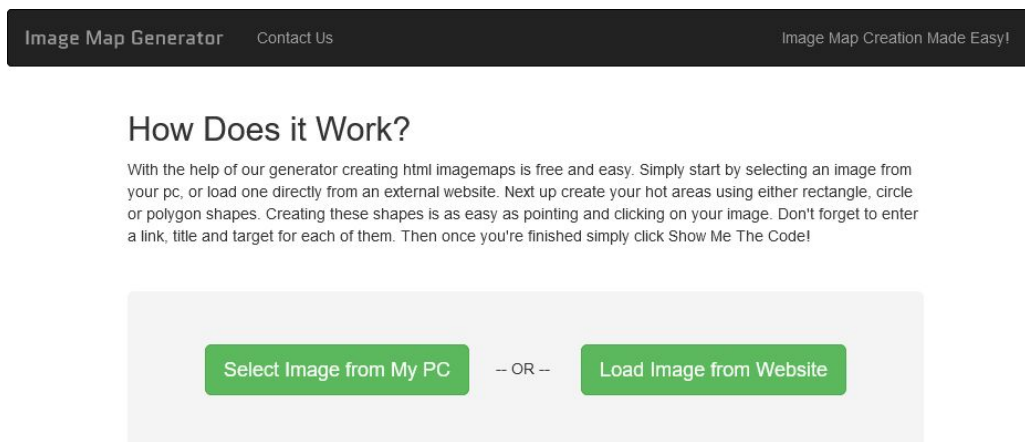 Image Map Generator Contact Us Image Map Creation Made Easy!
How Does it Work?
With the help of our generator creating html imagemaps is free and easy. Simply start by selecting an image from
your pc, or load one directly from an external website. Next up create your hot areas using either rectangle, circle
or polygon shapes. Creating these shapes is as easy as pointing and clicking on your image. Don't forget to enter
a link, title and target for each of them. Then once you're finished simply click Show Me The Code!
Select Image from My PC -- OR -- Load Image from Website